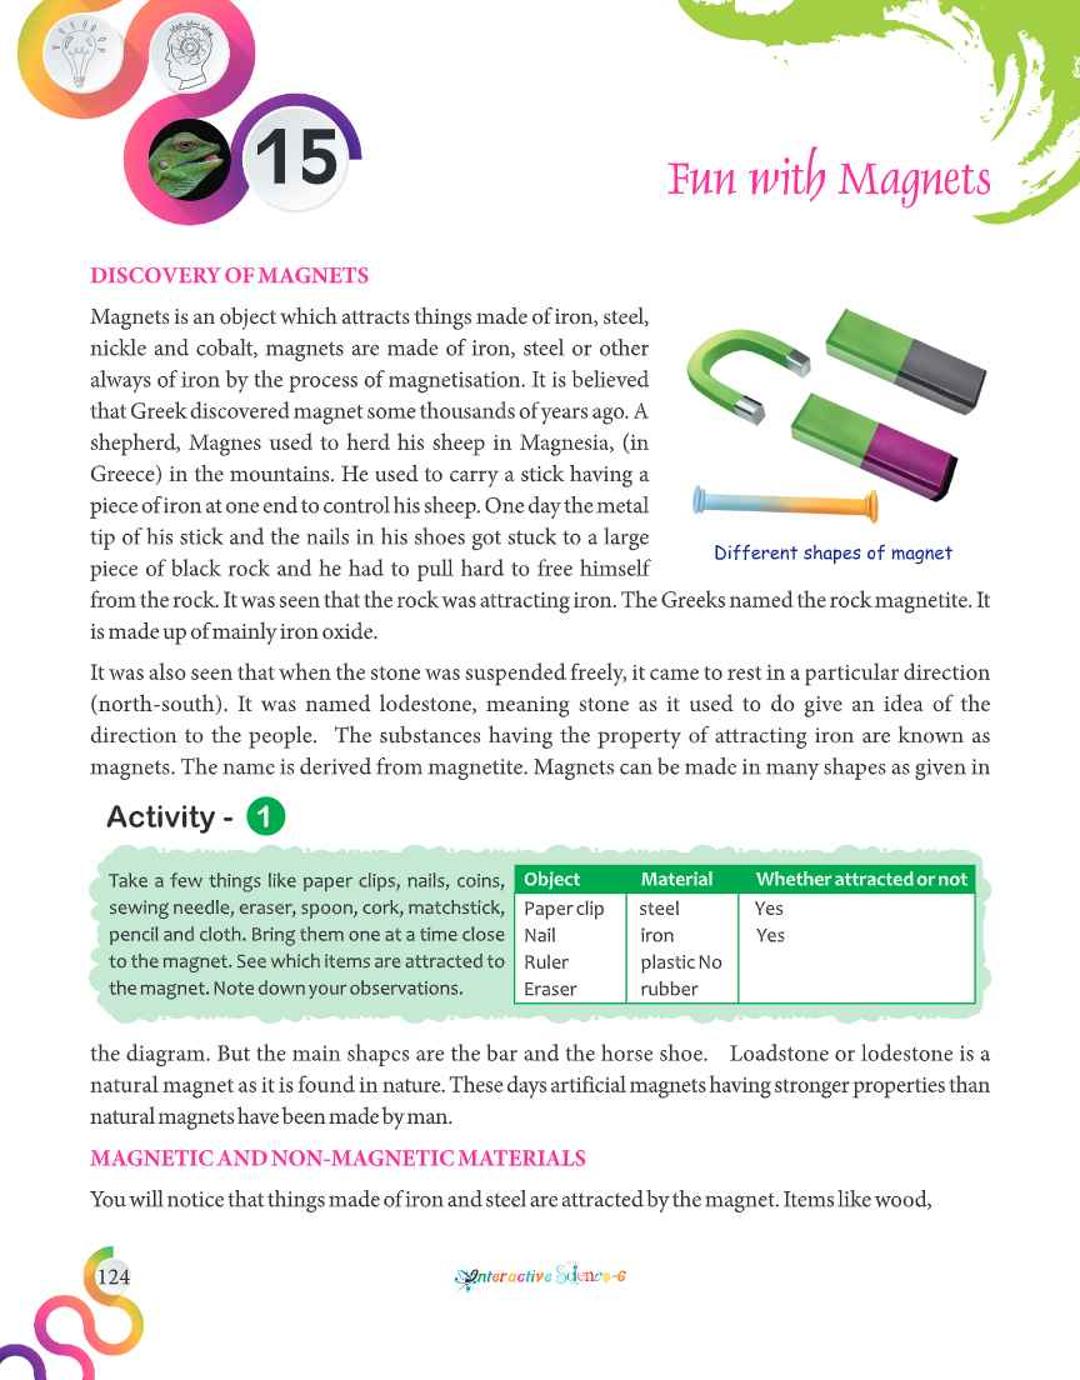 15
Fun with Magnets
DISCOVERY OF MAGNETS
Magnets is an object which attracts things made of iron, steel,
nickle and cobalt, magnets are made of iron, steel or other
always of iron by the process of magnetisation. It is believed
that Greek discovered magnet some thousands of years ago. A
shepherd, Magnes used to herd his sheep in Magnesia, (in
Greece) in the mountains. He used to carry a stick having a
piece of iron at one end to control his sheep. One day the metal
tip of his stick and the nails in his shoes got stuck to a large
piece of black rock and he had to pull hard to free himself
from the rock. It was seen that the rock was attracting iron. The Greeks named the rock magnetite. It
is made up of mainly iron oxide.
Different shapes of magnet
It was also seen that when the stone was suspended freely, it came to rest in a particular direction
(north-south). It was named lodestone, meaning stone as it used to do give an idea of the
direction to the people. The substances having the property of attracting iron are known as
magnets. The name is derived from magnetite. Magnets can be made in many shapes as given in
Activity - 1
Take a few things like paper clips, nails, coins,
sewing needle, eraser, spoon, cork, matchstick,
pencil and cloth. Bring them one at a time close
to the magnet. See which items are attracted to
the magnet. Note down your observations.
Object Material Whether attracted or not
Paper clip steel Yes
Nail iron Yes
Ruler plastic No
Eraser rubber
the diagram. But the main shapes are the bar and the horse shoe. Loadstone or lodestone is a
natural magnet as it is found in nature. These days artificial magnets having stronger properties than
natural magnets have been made by man.
MAGNETIC AND NON-MAGNETIC MATERIALS
You will notice that things made of iron and steel are attracted by the magnet. Items like wood,
124
Interactive Science-6